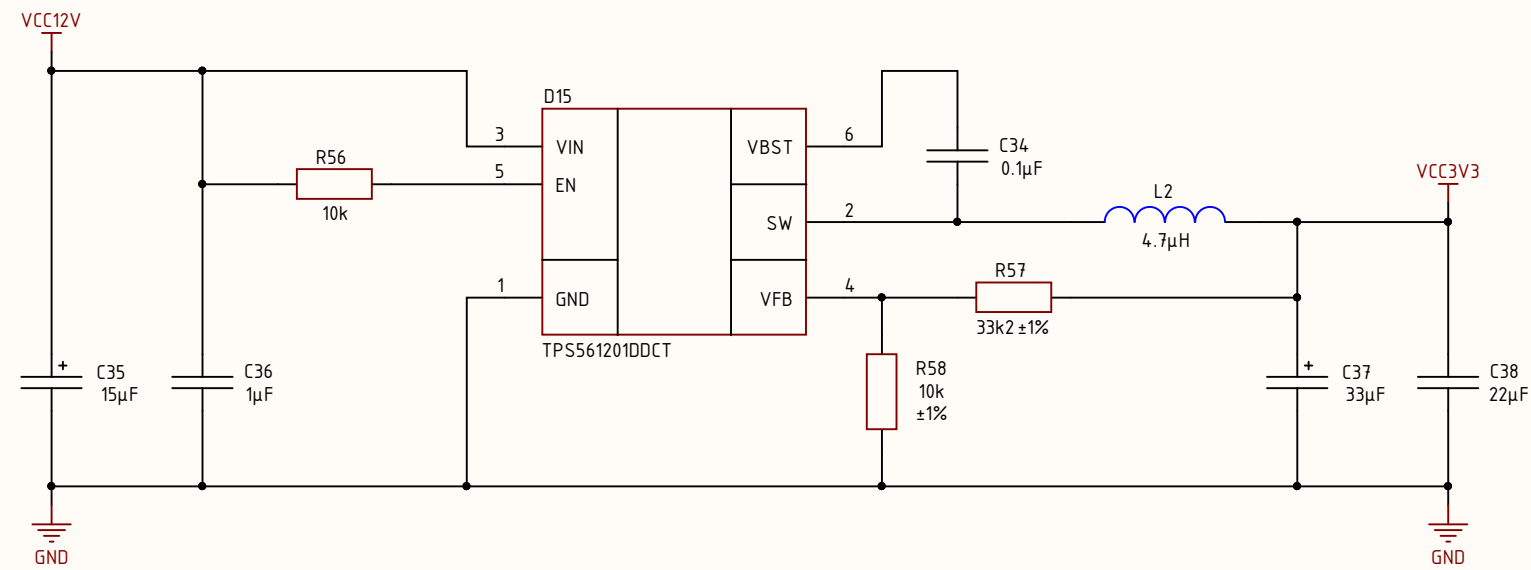 VCC12V
D15
3
VIN
VBST
6
C34
0.1µF
R56
10k
5
EN
VCC3V3
L2
4.7µH
SW
2
1
GND
VFB
4
R57
33k2 ±1%
TPS561201DDCT
C35
15µF
C36
1µF
R58
10k
±1%
C37
33µF
C38
22µF
GND
GND
+
+